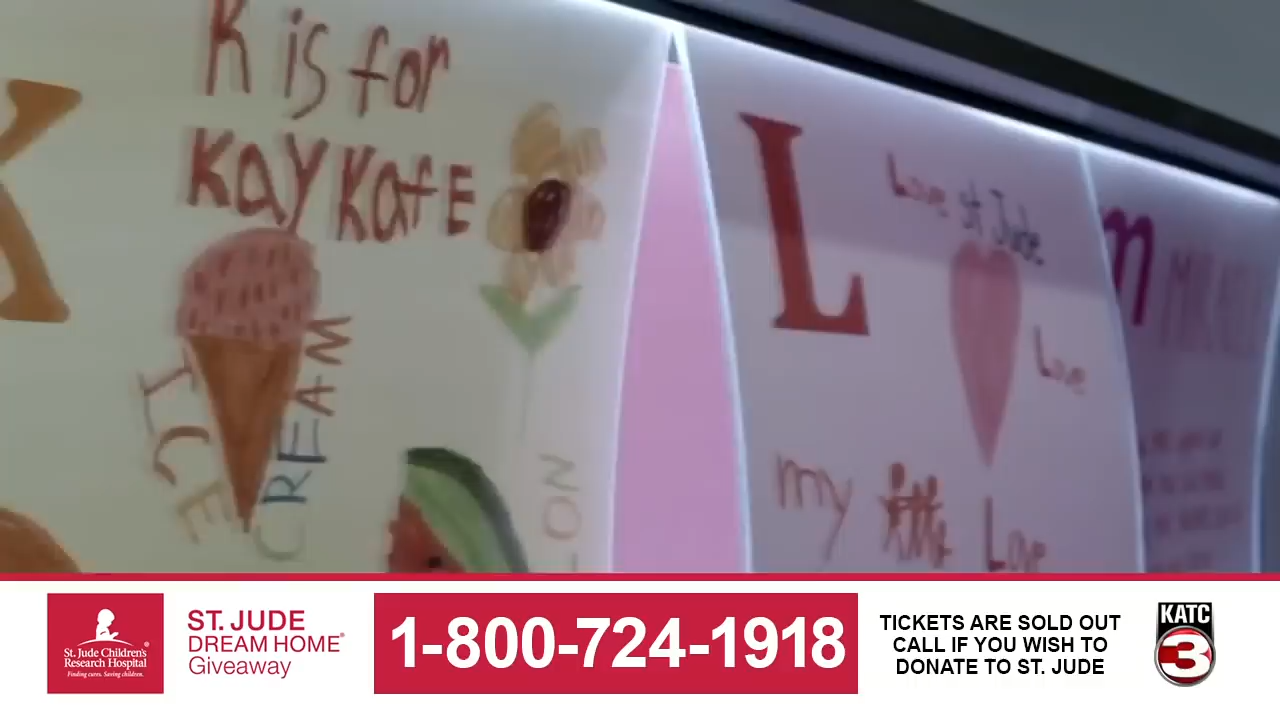 K
K is for
Kay Kate
ICE
CREAM
LON
L
Love St Jude
Love
my
Love
m
St. Jude Children's
Research Hospital
Finding cures. Saving children.
ST. JUDE
DREAM HOME®
Giveaway
1-800-724-1918
TICKETS ARE SOLD OUT
CALL IF YOU WISH TO
DONATE TO ST. JUDE
KATC
3